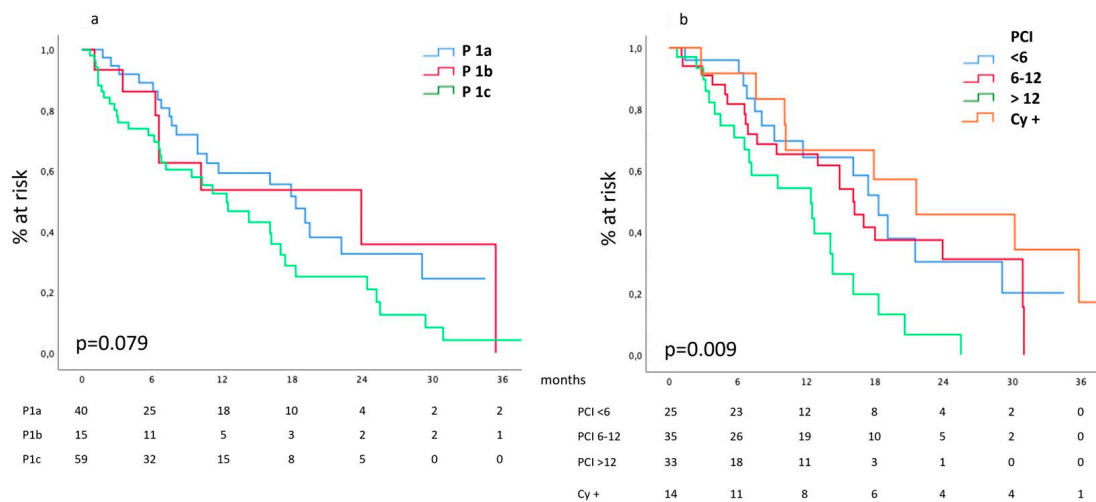 a
P 1a
P 1b
P 1c
% at risk
1,0
0,8
0,6
0,4
0,2
0,0
p=0.079
0 6 12 18 24 30 36
P1a 40 25 18 10 4 2 2
P1b 15 11 5 3 2 2 1
P1c 59 32 15 8 5 0 0
months
b
PCI
<6
6-12
> 12
Cy +
% at risk
1,0
0,8
0,6
0,4
0,2
0,0
p=0.009
0 6 12 18 24 30 36
PCI <6 25 23 12 8 4 2 0
PCI 6-12 35 26 19 10 5 2 0
PCI >12 33 18 11 3 1 0 0
Cy + 14 11 8 6 4 4 1